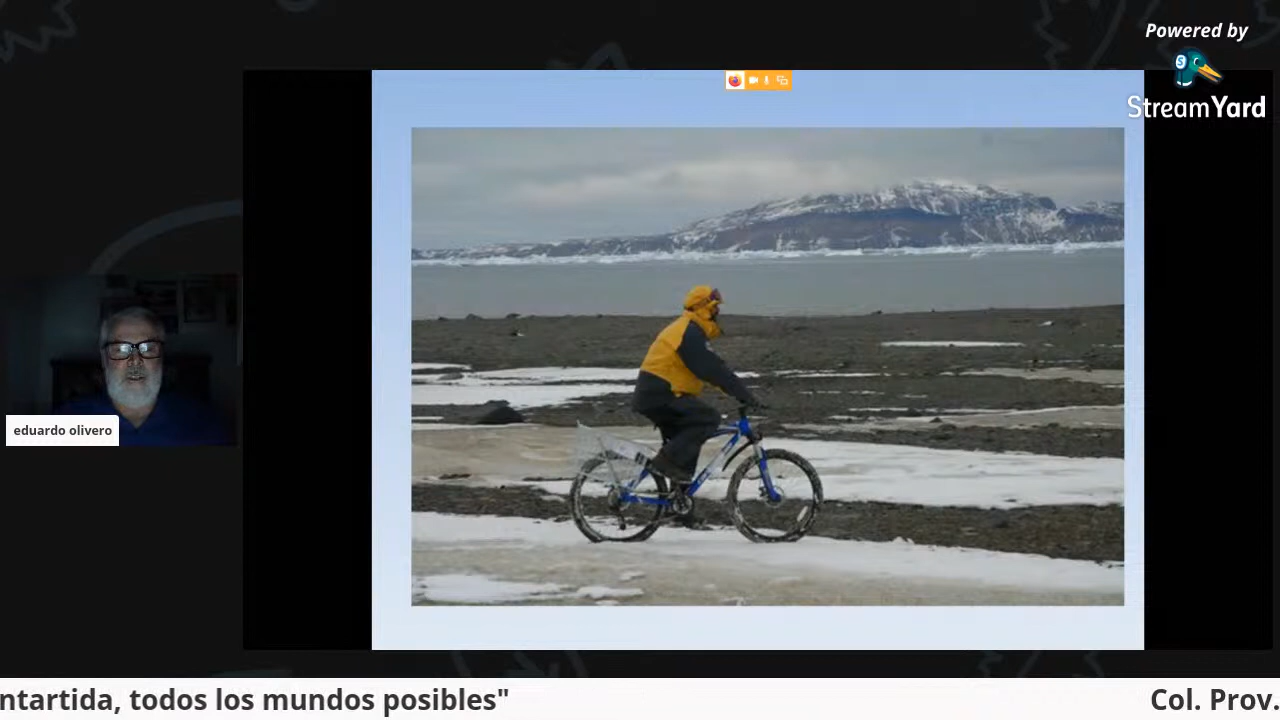 Powered by
StreamYard
eduardo olivero
ntartida, todos los mundos posibles"
Col. Prov.